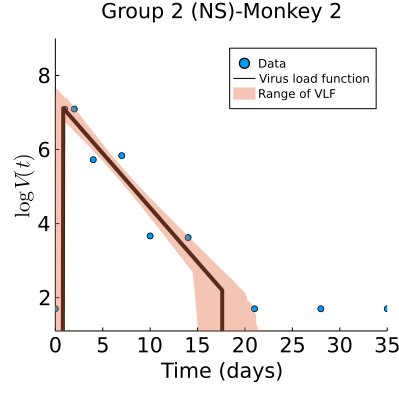 Group 2 (NS)-Monkey 2
Data
Virus load function
Range of VLF
log V(t)
8
6
4
2
0 5 10 15 20 25 30 35
Time (days)